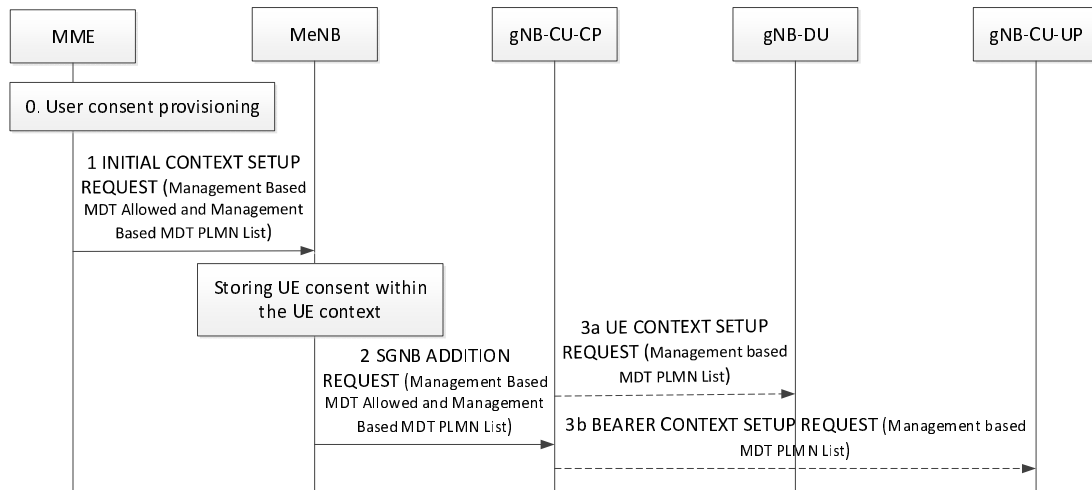 MME
MeNB
gNB-CU-CP
gNB-DU
gNB-CU-UP
0. User consent provisioning
1 INITIAL CONTEXT SETUP
REQUEST (Management Based
MDT Allowed and Management
Based MDT PLMN List)
Storing UE consent within
the UE context
2 SGNB ADDITION
REQUEST (Management Based
MDT Allowed and Management
Based MDT PLMN List)
3a UE CONTEXT SETUP
REQUEST (Management based
MDT PLMN List)
3b BEARER CONTEXT SETUP REQUEST (Management based
MDT PLMN List)